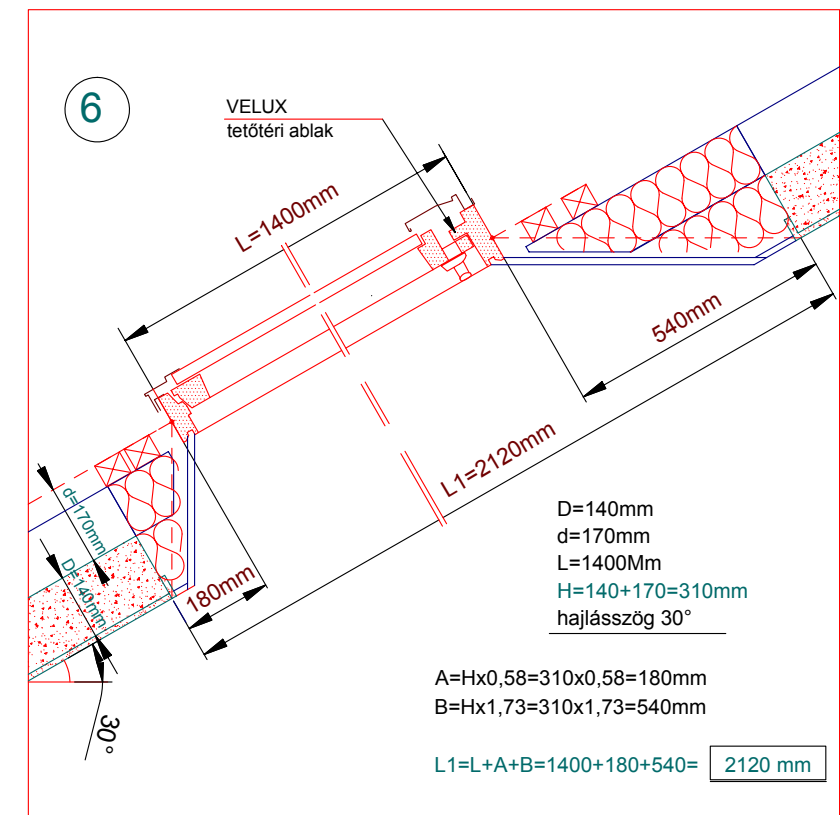 6
VELUX
tetőtéri ablak
L=1400mm
540mm
L1=2120mm
d=170mm
D=140mm
180mm
30°
D=140mm
d=170mm
L=1400Mm
H=140+170=310mm
hajlásszög 30°
A=Hx0,58=310x0,58=180mm
B=Hx1,73=310x1,73=540mm
L1=L+A+B=1400+180+540= 2120 mm